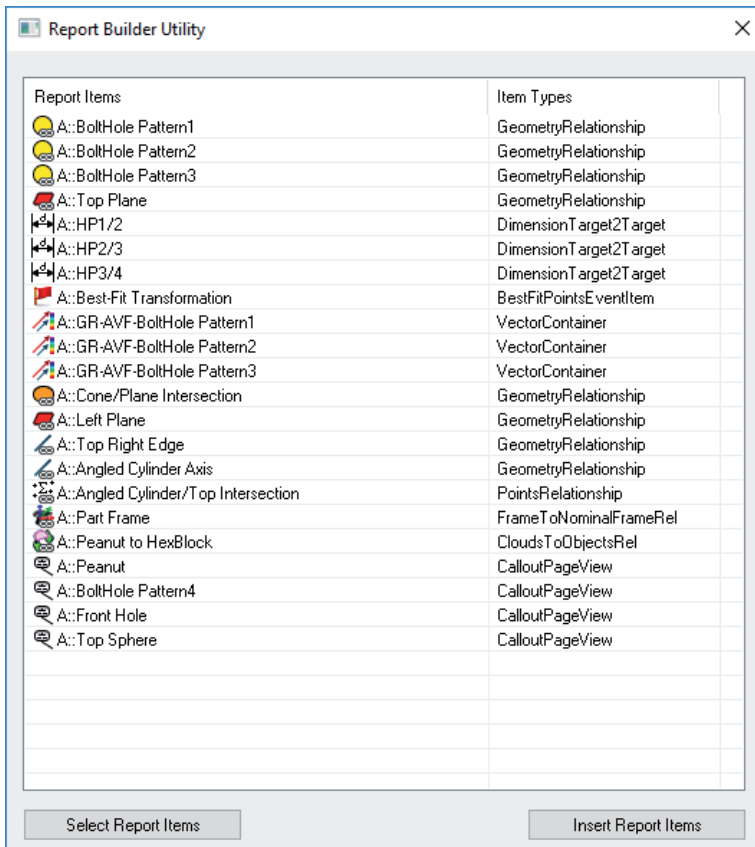 Report Builder Utility
Report Items Item Types
A::BoltHole Pattern1 GeometryRelationship
A::BoltHole Pattern2 GeometryRelationship
A::BoltHole Pattern3 GeometryRelationship
A::Top Plane GeometryRelationship
A::HP1/2 DimensionTarget2Target
A::HP2/3 DimensionTarget2Target
A::HP3/4 DimensionTarget2Target
A::Best-Fit Transformation BestFitPointsEventItem
A::GR-AVF-BoltHole Pattern1 VectorContainer
A::GR-AVF-BoltHole Pattern2 VectorContainer
A::GR-AVF-BoltHole Pattern3 VectorContainer
A::Cone/Plane Intersection GeometryRelationship
A::Left Plane GeometryRelationship
A::Top Right Edge GeometryRelationship
A::Angled Cylinder Axis GeometryRelationship
A::Angled Cylinder/Top Intersection PointsRelationship
A::Part Frame FrameToNominalFrameRel
A::Peanut to HexBlock CloudsToObjectsRel
A::Peanut CalloutPageView
A::BoltHole Pattern4 CalloutPageView
A::Front Hole CalloutPageView
A::Top Sphere CalloutPageView
Select Report Items Insert Report Items